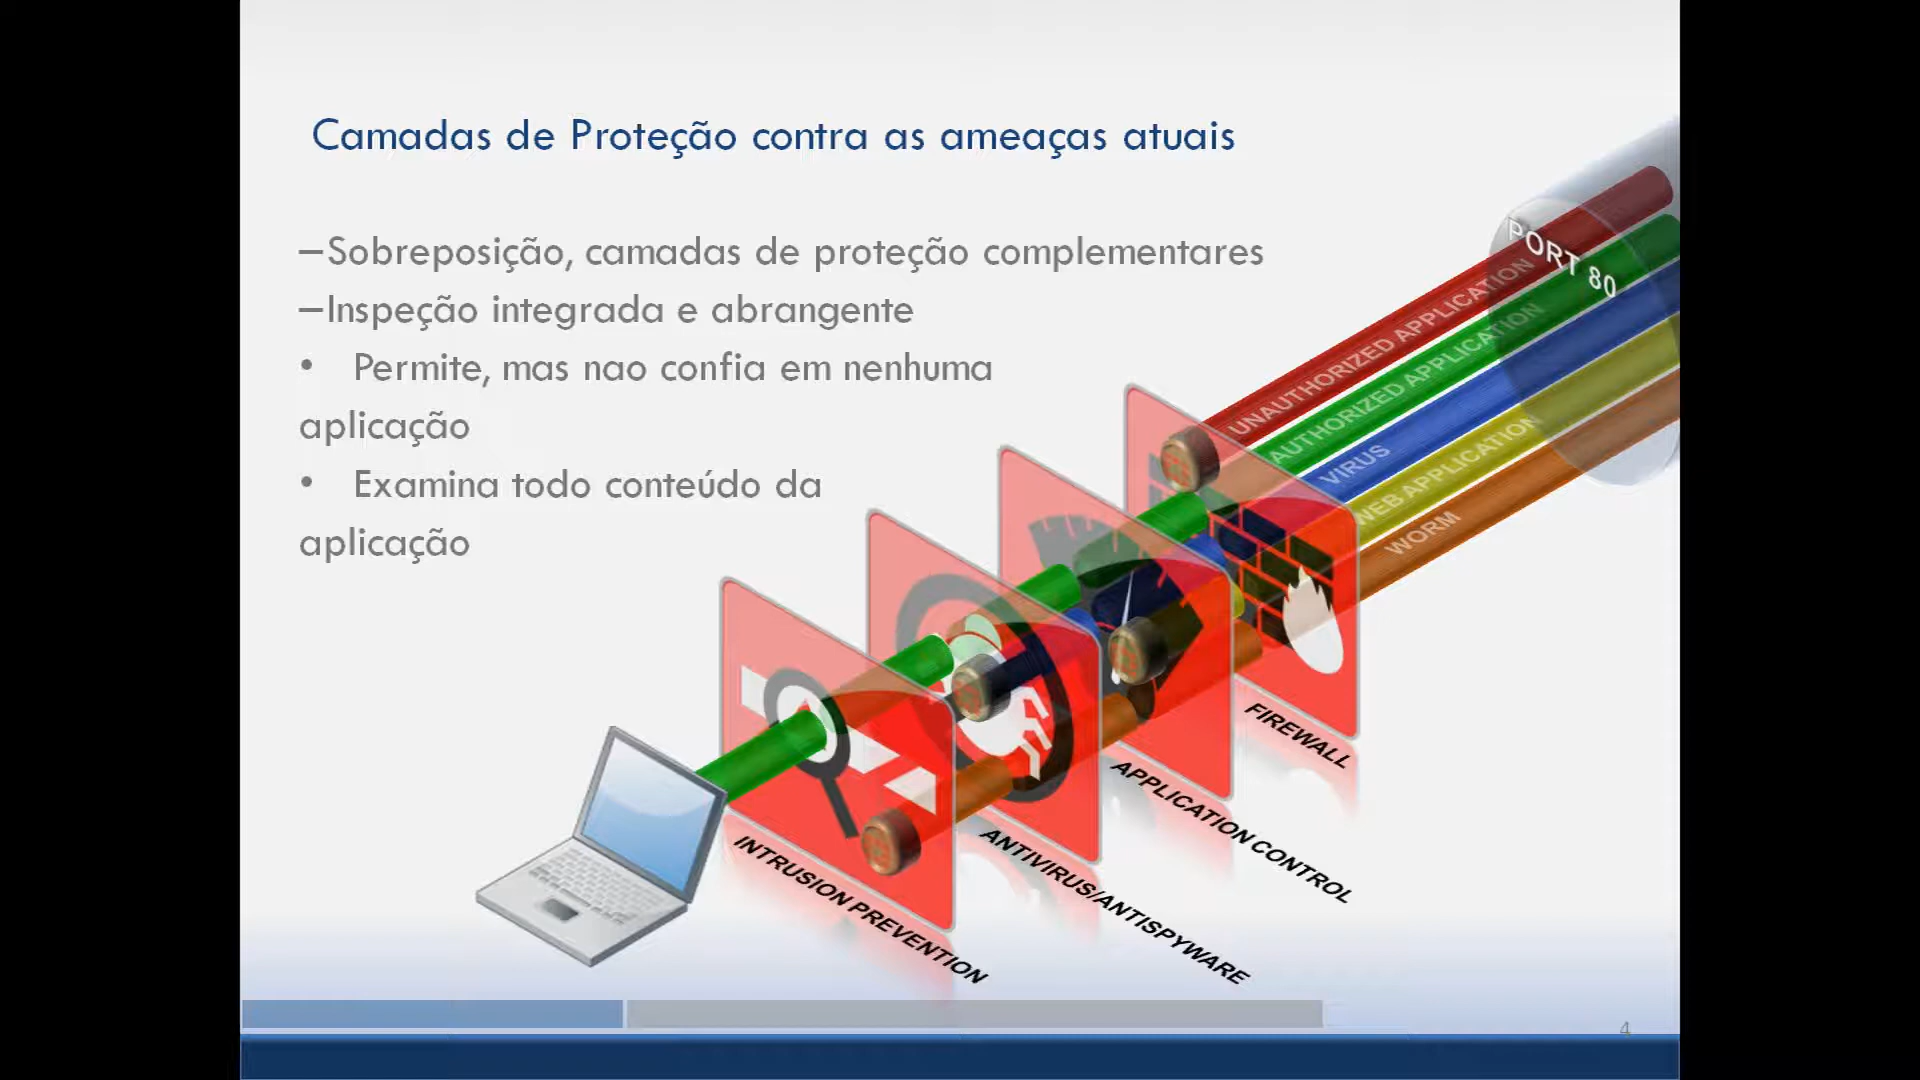 Camadas de Proteção contra as ameaças atuais
–Sobreposição, camadas de proteção complementares
–Inspeção integrada e abrangente
• Permite, mas nao confia em nenhuma
aplicação
• Examina todo conteúdo da
aplicação
PORT 80
UNAUTHORIZED APPLICATION
AUTHORIZED APPLICATION
VIRUS
WEB APPLICATION
WORM
FIREWALL
APPLICATION CONTROL
ANTIVIRUS/ANTISPYWARE
INTRUSION PREVENTION
4